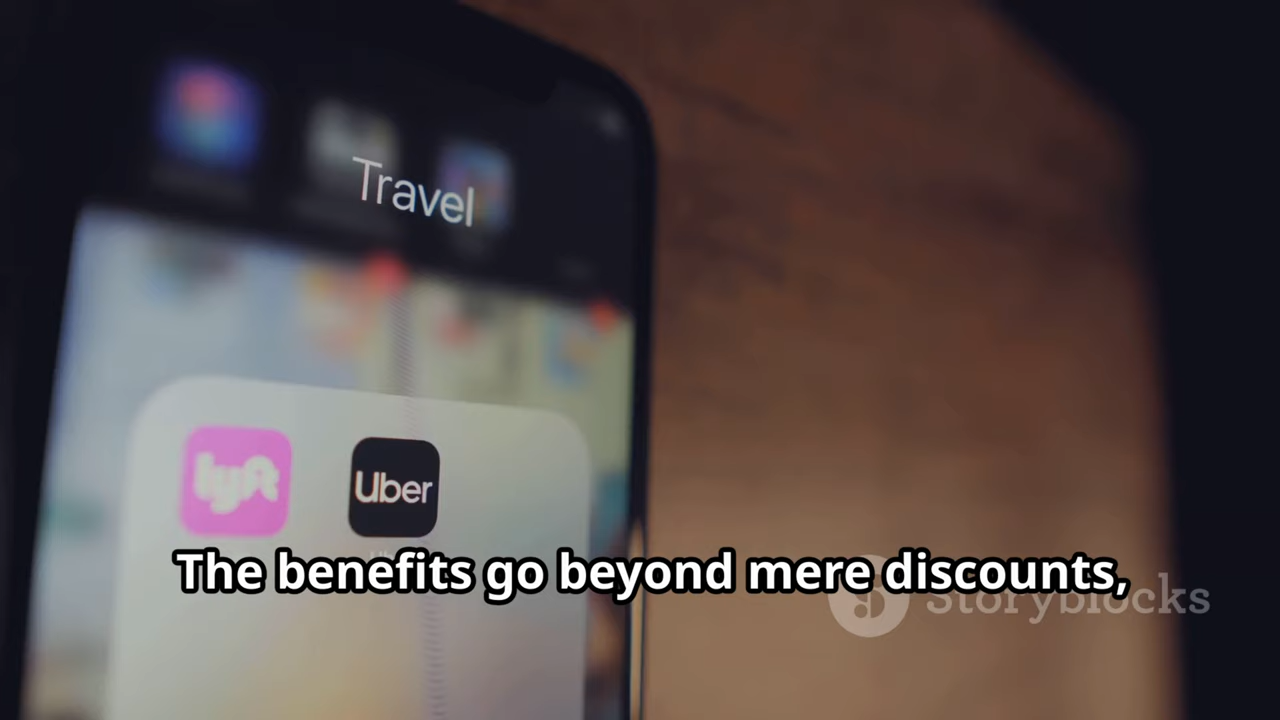 Travel
lyft
Uber
The benefits go beyond mere discounts,
Storyblocks